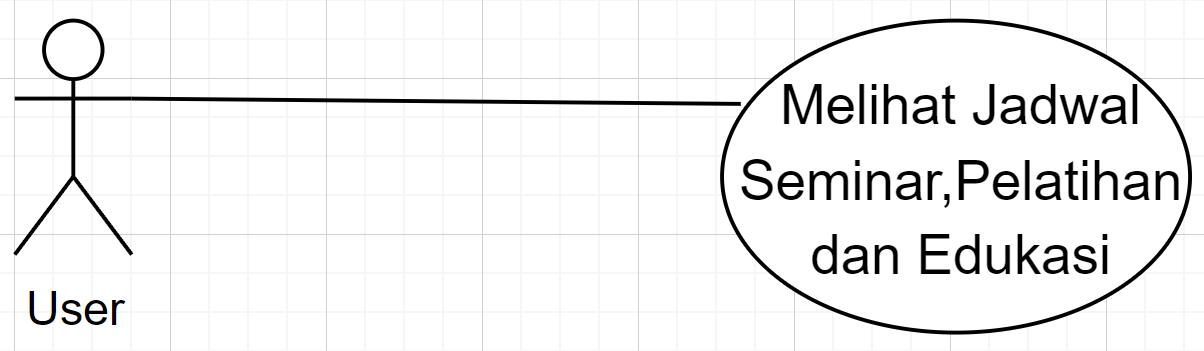 Melihat Jadwal
Seminar,Pelatihan
dan Edukasi
User